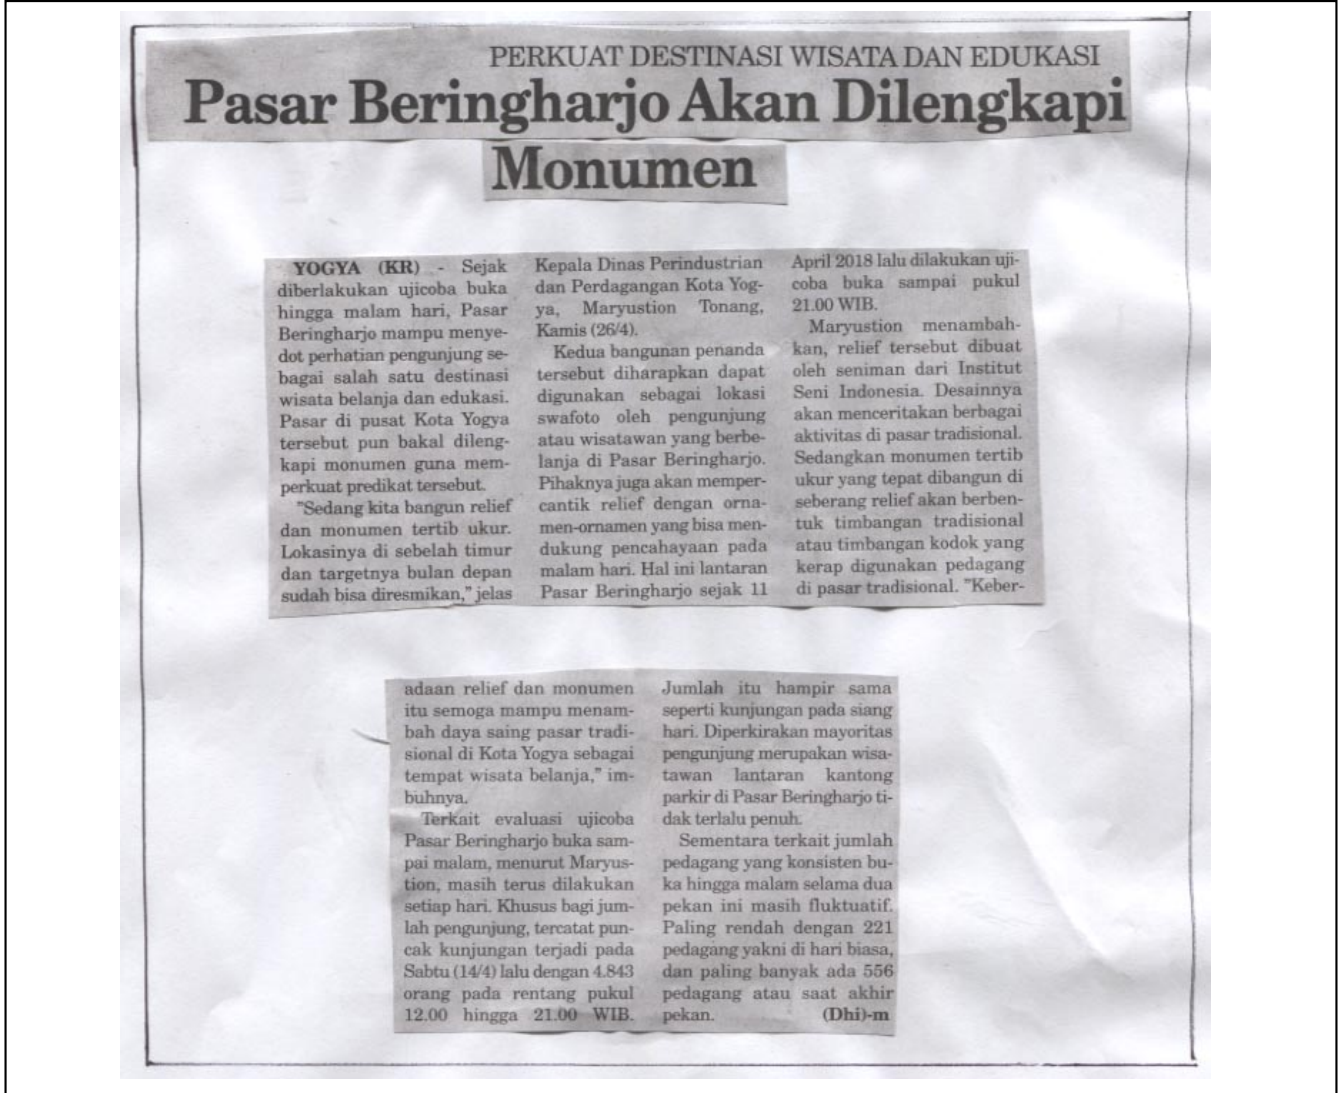 PERKUAT DESTINASI WISATA DAN EDUKASI
Pasar Beringharjo Akan Dilengkapi
Monumen
YOGYA (KR) - Sejak
diberlakukan ujicoba buka
hingga malam hari, Pasar
Beringharjo mampu menye-
dot perhatian pengunjung se-
bagai salah satu destinasi
wisata belanja dan edukasi.
Pasar di pusat Kota Yogya
tersebut pun bakal dileng-
kapi monumen guna mem-
perkuat predikat tersebut.
"Sedang kita bangun relief
dan monumen tertib ukur.
Lokasinya di sebelah timur
dan targetnya bulan depan
sudah bisa diresmikan," jelas
Kepala Dinas Perindustrian
dan Perdagangan Kota Yog-
ya, Maryustion Tonang,
Kamis (26/4).
Kedua bangunan penanda
tersebut diharapkan dapat
digunakan sebagai lokasi
swafoto oleh pengunjung
atau wisatawan yang berbe-
lanja di Pasar Beringharjo.
Pihaknya juga akan memper-
cantik relief dengan orna-
men-ornamen yang bisa men-
dukung pencahayaan pada
malam hari. Hal ini lantaran
Pasar Beringharjo sejak 11
April 2018 lalu dilakukan uji-
coba buka sampai pukul
21.00 WIB.
Maryustion menambah-
kan, relief tersebut dibuat
oleh seniman dari Institut
Seni Indonesia. Desainnya
akan menceritakan berbagai
aktivitas di pasar tradisional.
Sedangkan monumen tertib
ukur yang tepat dibangun di
seberang relief akan berben-
tuk timbangan tradisional
atau timbangan kodok yang
kerap digunakan pedagang
di pasar tradisional. "Keber-
adaan relief dan monumen
itu semoga mampu menam-
bah daya saing pasar tradi-
sional di Kota Yogya sebagai
tempat wisata belanja," im-
buhnya.
Terkait evaluasi ujicoba
Pasar Beringharjo buka sam-
pai malam, menurut Maryus-
tion, masih terus dilakukan
setiap hari. Khusus bagi jum-
lah pengunjung, tercatat pun-
cak kunjungan terjadi pada
Sabtu (14/4) lalu dengan 4.843
orang pada rentang pukul
12.00 hingga 21.00 WIB.
Jumlah itu hampir sama
seperti kunjungan pada siang
hari. Diperkirakan mayoritas
pengunjung merupakan wisa-
tawan lantaran kantong
parkir di Pasar Beringharjo ti-
dak terlalu penuh.
Sementara terkait jumlah
pedagang yang konsisten bu-
ka hingga malam selama dua
pekan ini masih fluktuatif.
Paling rendah dengan 221
pedagang yakni di hari biasa,
dan paling banyak ada 556
pedagang atau saat akhir
pekan. (Dhi)-m